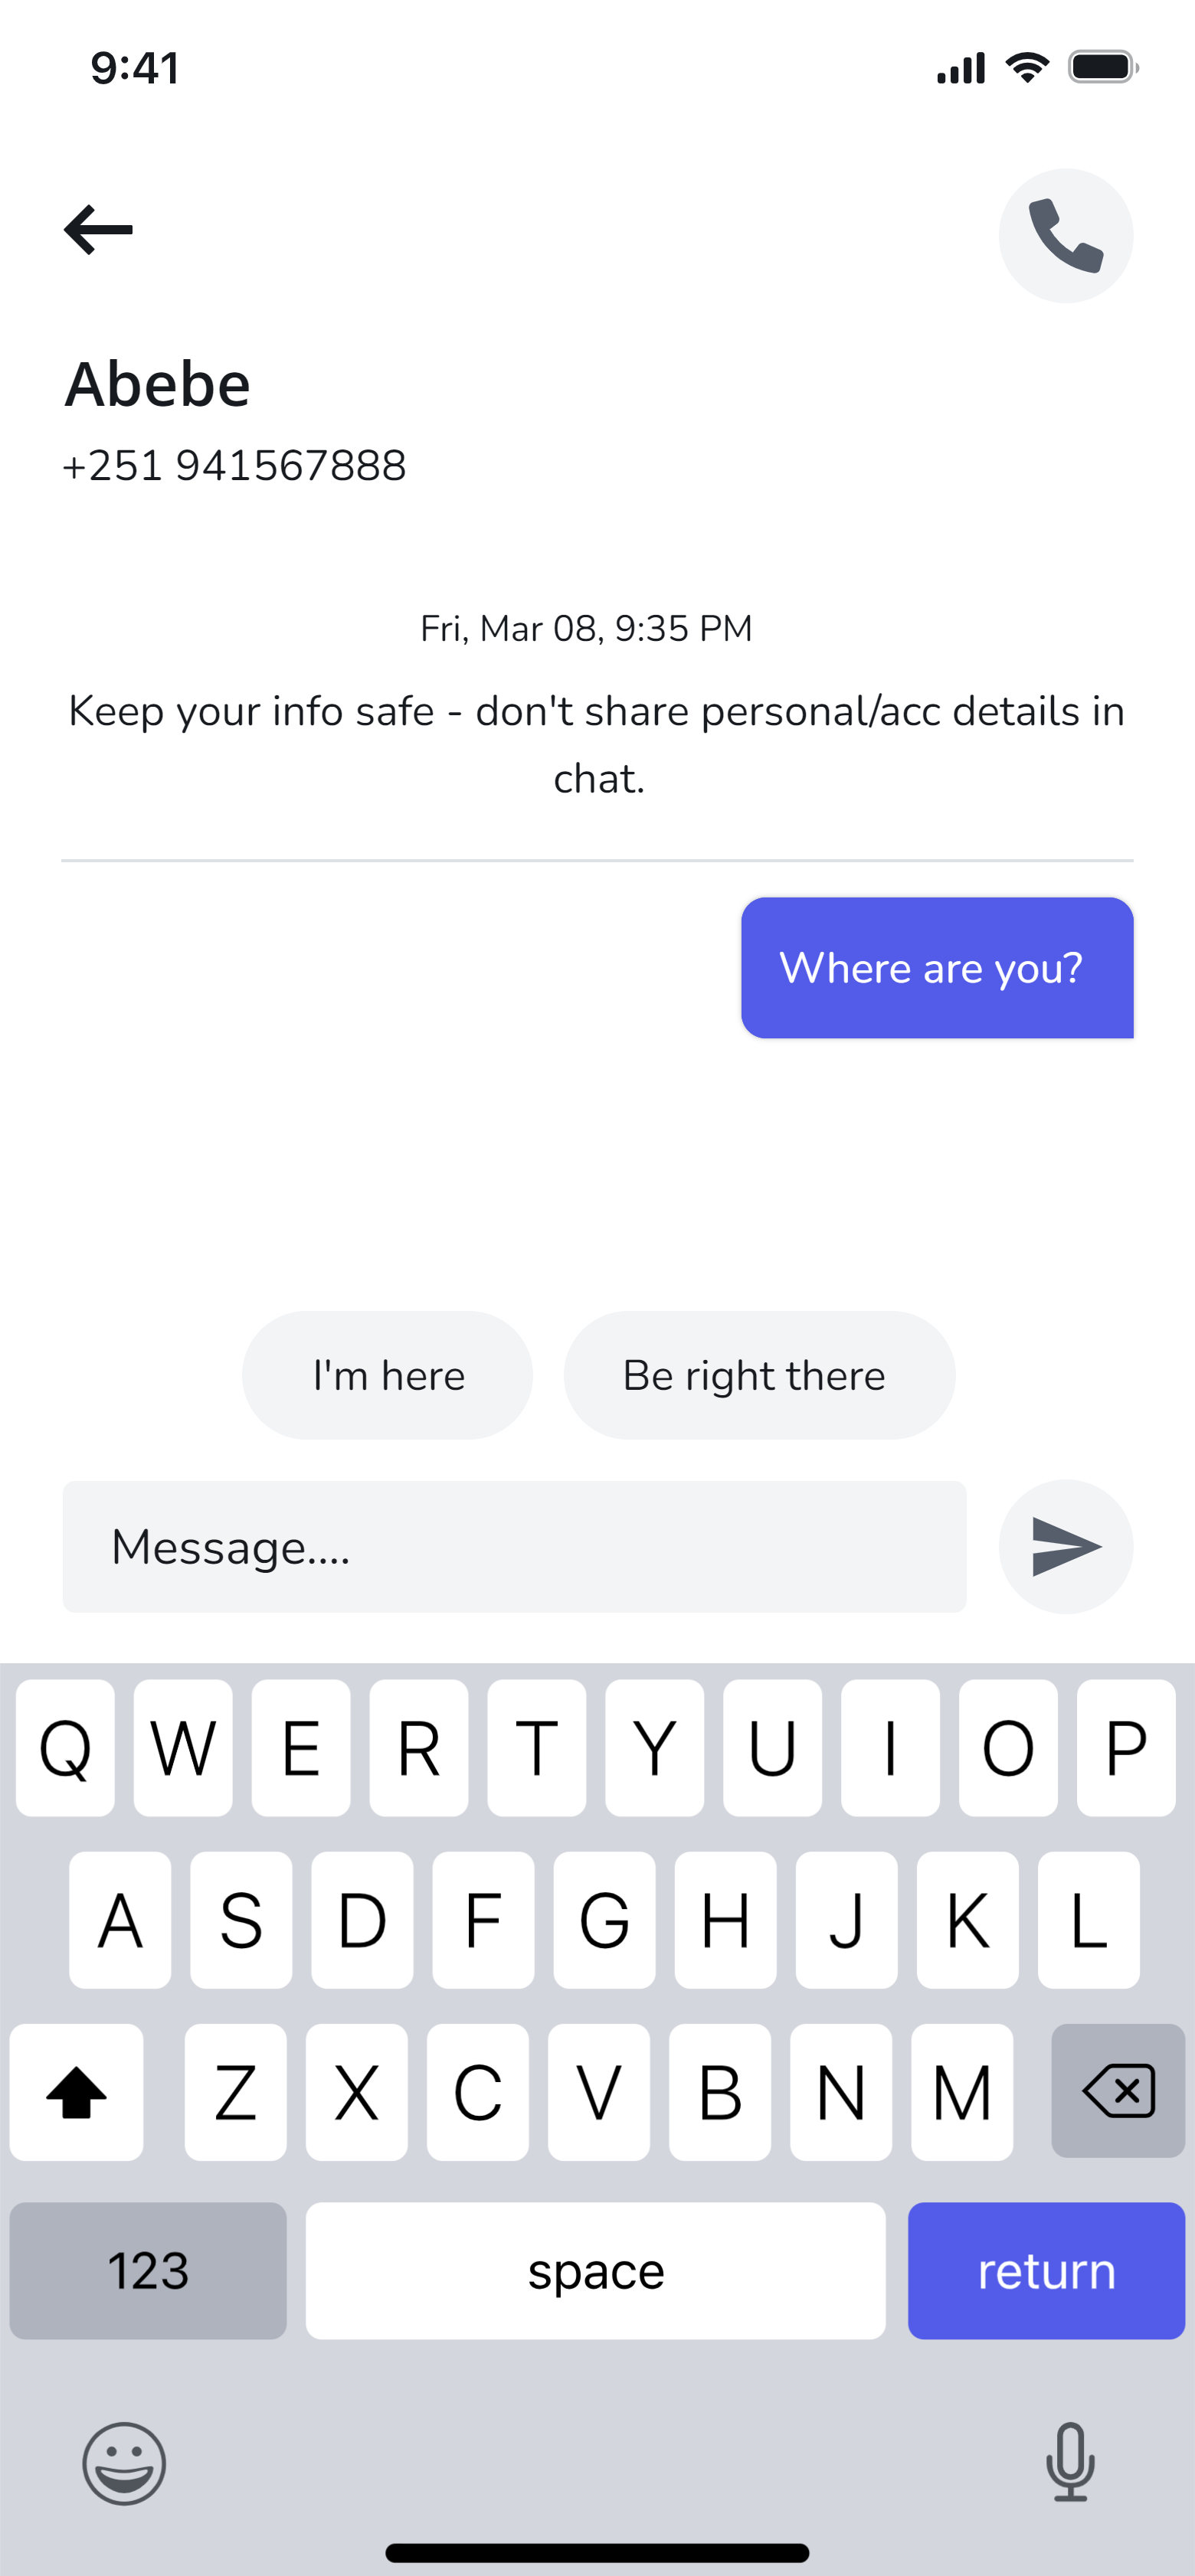 9:41
Abebe
+251 941567888
Fri, Mar 08, 9:35 PM
Keep your info safe - don't share personal/acc details in
chat.
Where are you?
I'm here Be right there
Message....
Q W E R T Y U I O P
A S D F G H J K L
Z X C V B N M
123 space return